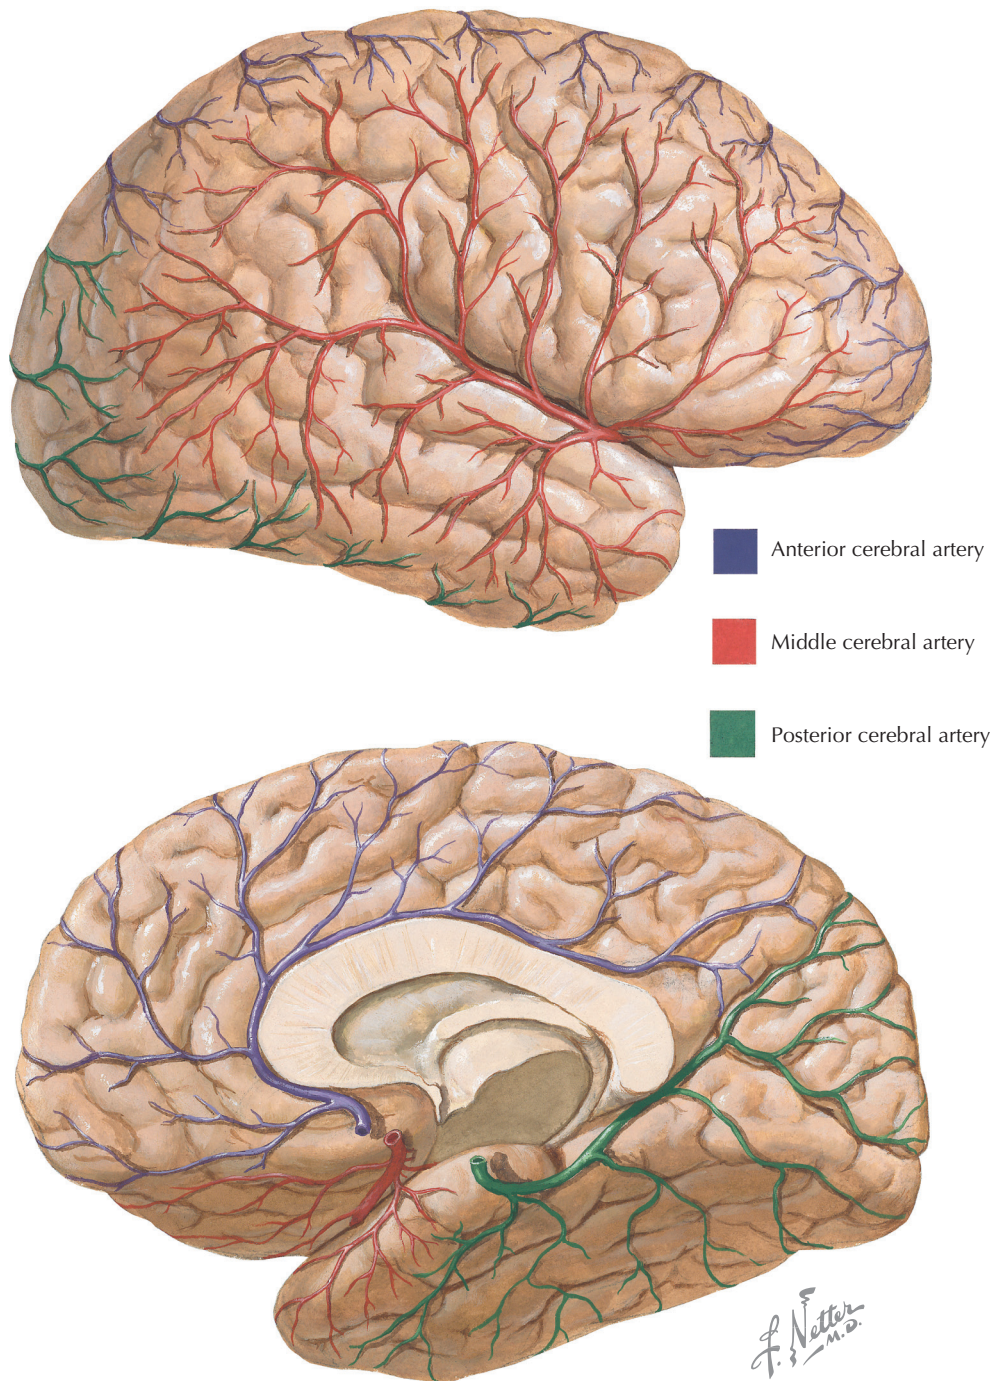 Anterior cerebral artery
Middle cerebral artery
Posterior cerebral artery
F. Netter
M.D.